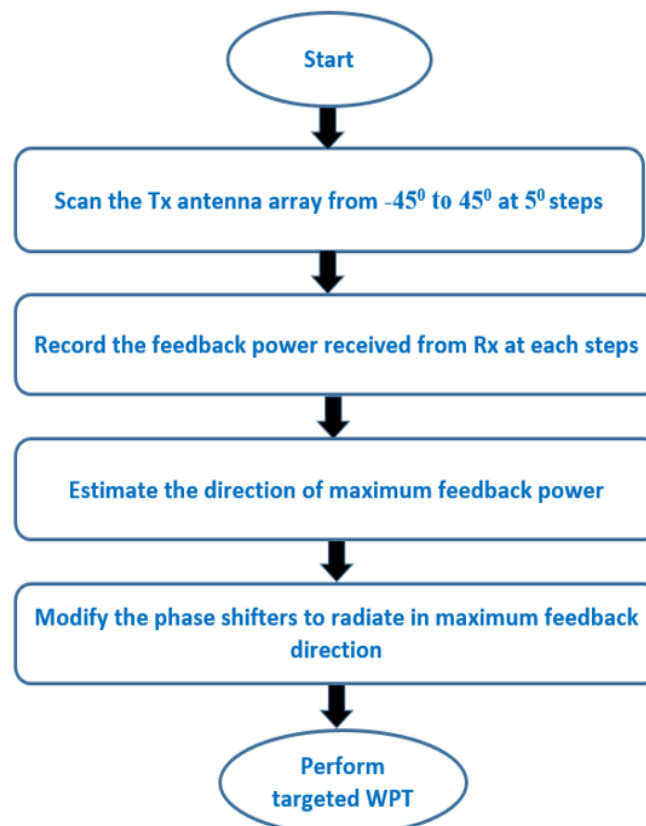 Start
Scan the Tx antenna array from -45⁰ to 45⁰ at 5⁰ steps
Record the feedback power received from Rx at each steps
Estimate the direction of maximum feedback power
Modify the phase shifters to radiate in maximum feedback
direction
Perform
targeted WPT